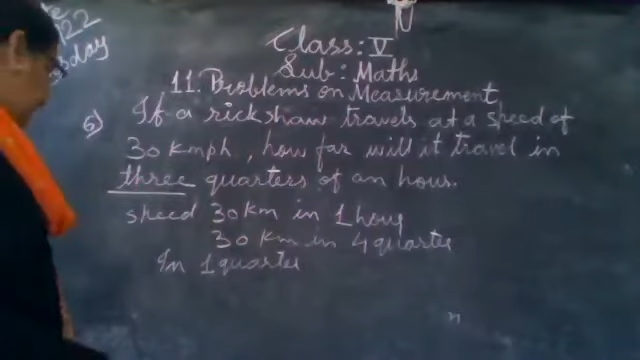 22
Class: V
Sub: Maths
11. Problems on Measurement
5) If a rickshaw travels at a speed of
30 kmph, how far will it travel in
three quarters of an hour.
speed 30 km in 1 hour
30 km in 4 quarter
In 1 quarter